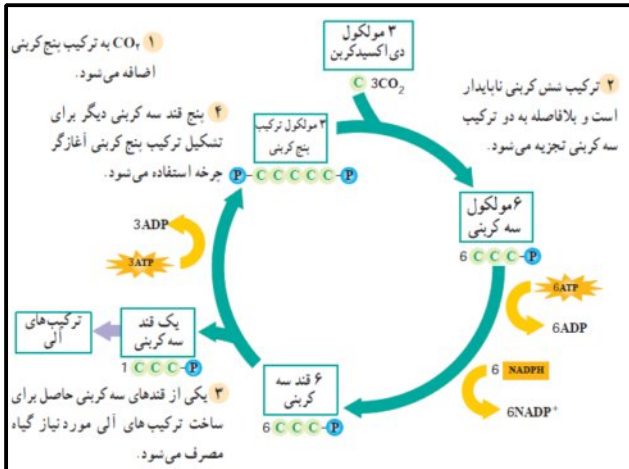 ۱ CO₂ به ترکیب پنج کربنی
اضافه می‌شود.
۳ مولکول
دی‌اکسیدکربن
C 3CO₂
۲ ترکیب شش کربنی ناپایدار
است و بلافاصله به دو ترکیب
سه کربنی تجزیه می‌شود.
۴ پنج قند سه کربنی دیگر برای
تشکیل ترکیب پنج کربنی آغازگر
چرخه استفاده می‌شود.
۳ مولکول ترکیب
پنج کربنی
P C C C C C P
۶ مولکول
سه کربنی
6 C C C P
3ADP
3ATP
6ATP
6ADP
6 NADPH
6NADP⁺
ترکیب‌های
آلی
یک قند
سه کربنی
1 C C C P
۶ قند سه
کربنی
6 C C C P
۳ یکی از قندهای سه کربنی حاصل برای
ساخت ترکیب های آلی مورد نیاز گیاه
مصرف می‌شود.